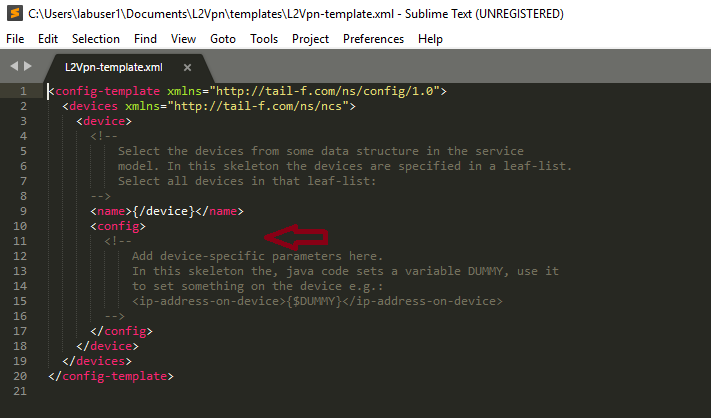 C:\Users\labuser1\Documents\L2Vpn\templates\L2Vpn-template.xml - Sublime Text (UNREGISTERED)
File Edit Selection Find View Goto Tools Project Preferences Help
L2Vpn-template.xml ×
1 <config-template xmlns="http://tail-f.com/ns/config/1.0">
2 <devices xmlns="http://tail-f.com/ns/ncs">
3 <device>
4 <!--
5 Select the devices from some data structure in the service
6 model. In this skeleton the devices are specified in a leaf-list.
7 Select all devices in that leaf-list:
8 -->
9 <name>{/device}</name>
10 <config>
11 <!--
12 Add device-specific parameters here.
13 In this skeleton the, java code sets a variable DUMMY, use it
14 to set something on the device e.g.:
15 <ip-address-on-device>{$DUMMY}</ip-address-on-device>
16 -->
17 </config>
18 </device>
19 </devices>
20 </config-template>
21